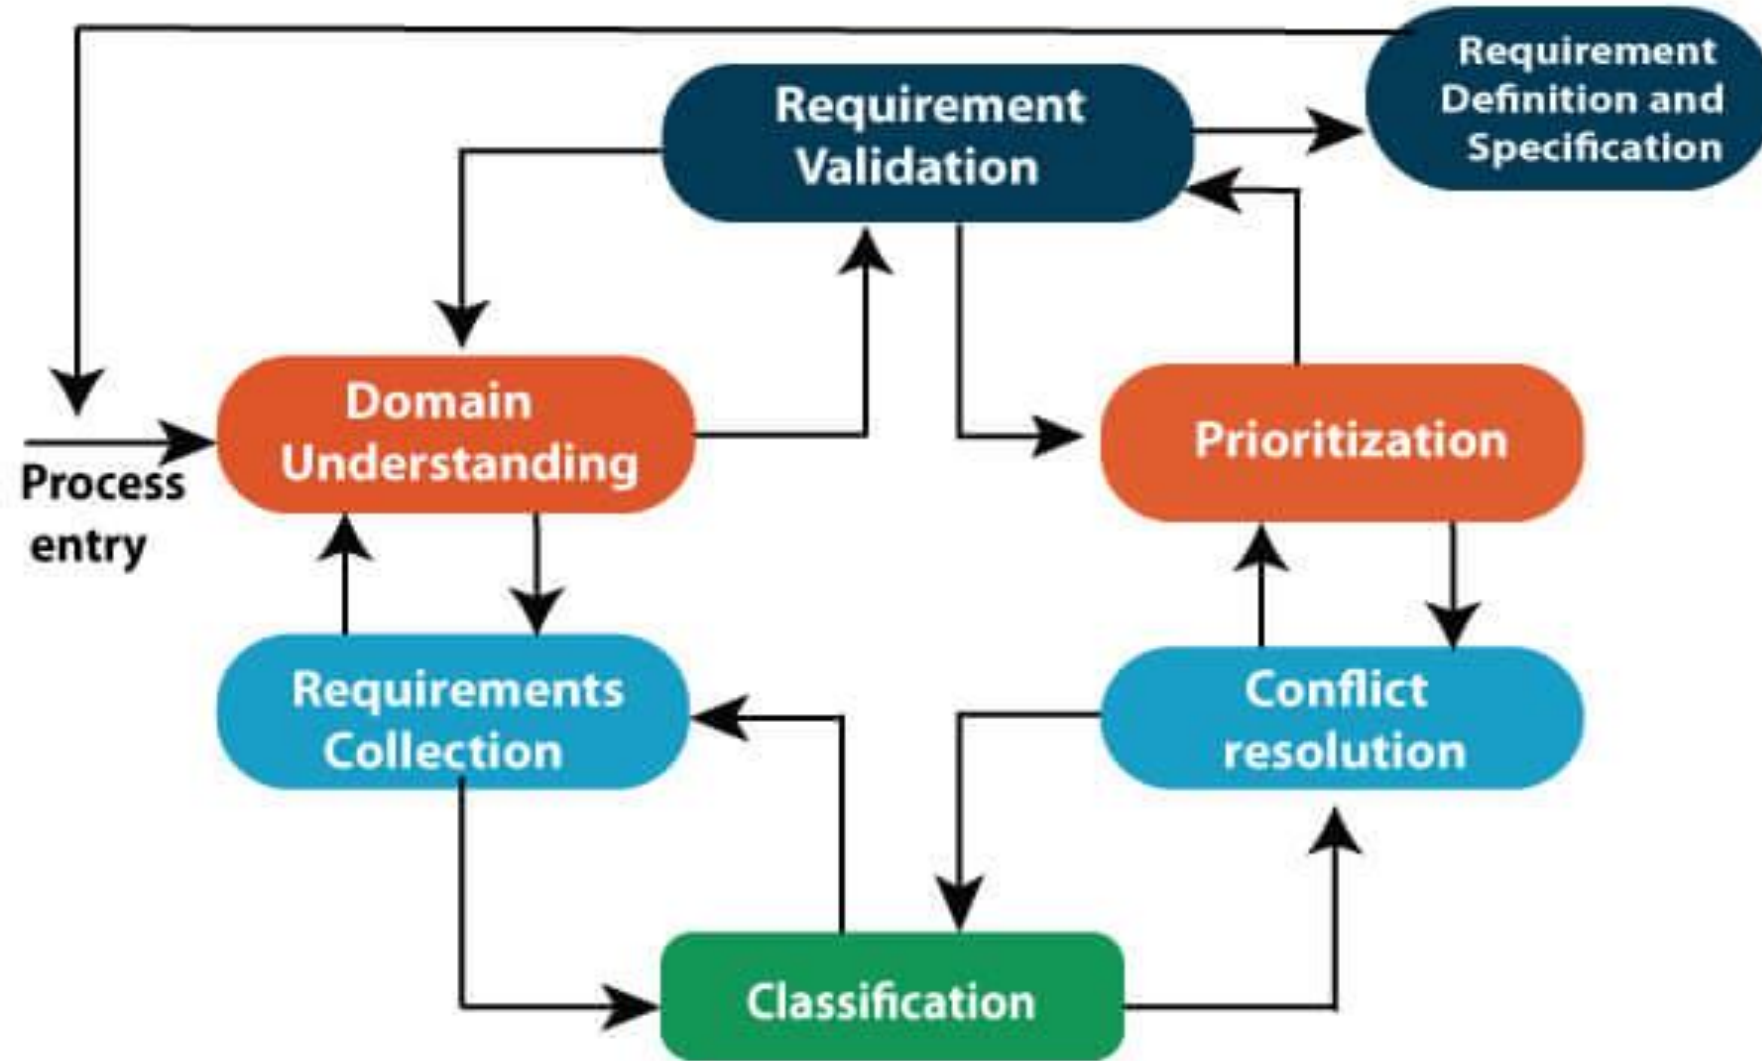 Requirement
Definition and
Specification
Requirement
Validation
Domain
Understanding
Prioritization
Process
entry
Requirements
Collection
Conflict
resolution
Classification